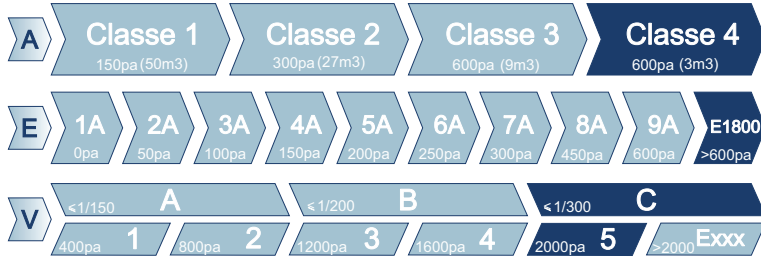 A Classe 1 Classe 2 Classe 3 Classe 4
150pa (50m3) 300pa (27m3) 600pa (9m3) 600pa (3m3)
E 1A 2A 3A 4A 5A 6A 7A 8A 9A E1800
0pa 50pa 100pa 150pa 200pa 250pa 300pa 450pa 600pa >600pa
V ⩽1/150 A ⩽1/200 B ⩽1/300 C
400pa 1 800pa 2 1200pa 3 1600pa 4 2000pa 5 >2000 Exxx